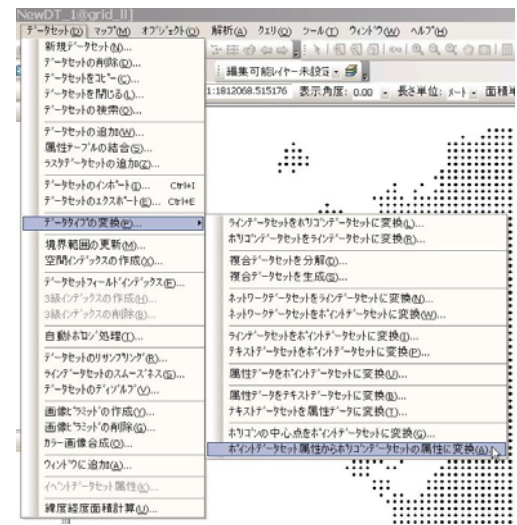 NewDT_1@grid_ll]
データセット(D) マップ(M) オブジェクト(O) 解析(A) クエリ(Q) ツール(T) ウィンドウ(W) ヘルプ(H)
編集可能レイヤー未設定
1:1812068.515176 表示角度: 0.00 長さ単位: メートル 面積単
新規データセット(N)...
データセットの削除(D)...
データセットをコピー(C)...
データセットを閉じる(L)...
データセットの検索(Q)...
データセットの追加(W)...
属性テーブルの結合(S)...
ラスタデータセットの追加(Z)...
データセットのインポート(I)... Ctrl+I
データセットのエクスポート(E)... Ctrl+E
データタイプの変換(P)...
境界範囲の更新(M)...
空間インデックスの作成(X)...
データセットフィールドインデックス(F)...
3級インデックスの作成(H)...
3級インデックスの削除(B)...
自動トポロジ処理(T)...
データセットのリサンプリング(R)...
ラインデータセットのスムーズネス(S)...
データセットのディゾルブ(V)...
画像ピラミッドの作成(Y)...
画像ピラミッドの削除(G)...
カラー画像合成(O)...
ウィンドウに追加(A)...
イベントデータセット属性(K)...
緯度経度面積計算(U)...
ラインデータセットをポリゴンデータセットに変換(L)...
ポリゴンデータセットをラインデータセットに変換(R)...
複合データセットを分解(D)...
複合データセットを生成(S)...
ネットワークデータセットをラインデータセットに変換(N)...
ネットワークデータセットをポイントデータセットに変換(W)...
ラインデータセットをポイントデータセットに変換(I)...
テキストデータセットをポイントデータセットに変換(P)...
属性データをポイントデータセットに変換(U)...
属性データをテキストデータセットに変換(B)...
テキストデータセットを属性データに変換(T)...
ポリゴンの中心点をポイントデータセットに変換(G)...
ポイントデータセット属性からポリゴンデータセットの属性に変換(A)...